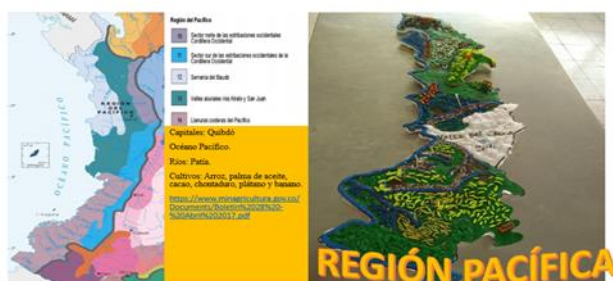 Región del Pacífico
Sector norte de las estribaciones occidentales
Cordillera Occidental
Sector sur de las estribaciones occidentales de la
Cordillera Occidental
12
Serranía del Baudó
Valles aluviales ríos Atrato y San Juan
Llanuras costeras del Pacífico
REGIÓN
DEL
PACÍFICO
OCÉANO PACÍFICO
Capitales: Quibdó
Océano Pacífico.
Ríos: Patía.
Cultivos: Arroz, palma de aceite,
cacao, chontaduro, plátano y banano.
https://www.minagricultura.gov.co/
Documents/Boletin%2028%20-
%20Abril%202017.pdf
REGIÓN PACÍFICA